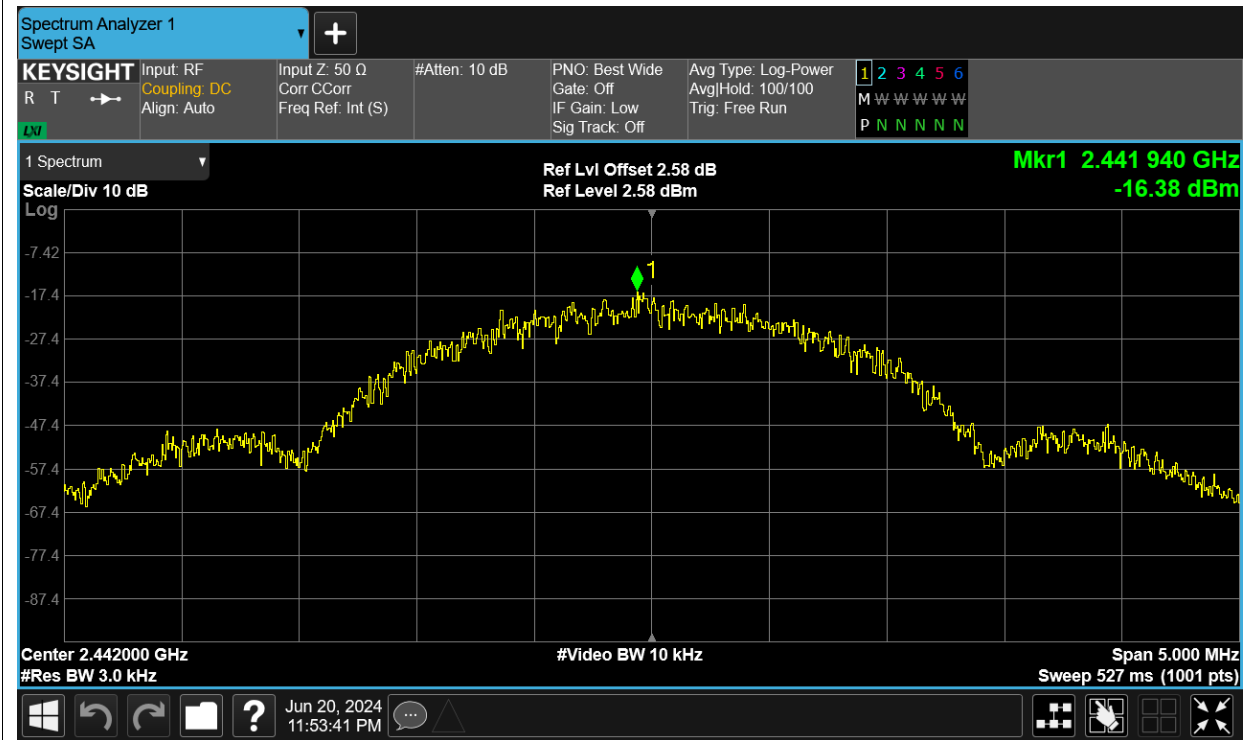 Spectrum Analyzer 1
Swept SA
+
KEYSIGHT
R T
LXI
Input: RF
Coupling: DC
Align: Auto
Input Z: 50 Ω
Corr CCorr
Freq Ref: Int (S)
#Atten: 10 dB
PNO: Best Wide
Gate: Off
IF Gain: Low
Sig Track: Off
Avg Type: Log-Power
Avg|Hold: 100/100
Trig: Free Run
1 2 3 4 5 6
M W W W W W
P N N N N N
1 Spectrum
Scale/Div 10 dB
Ref Lvl Offset 2.58 dB
Ref Level 2.58 dBm
Mkr1 2.441 940 GHz
-16.38 dBm
Log
-7.42
-17.4
-27.4
-37.4
-47.4
-57.4
-67.4
-77.4
-87.4
1
Center 2.442000 GHz
#Res BW 3.0 kHz
#Video BW 10 kHz
Span 5.000 MHz
Sweep 527 ms (1001 pts)
?
Jun 20, 2024
11:53:41 PM